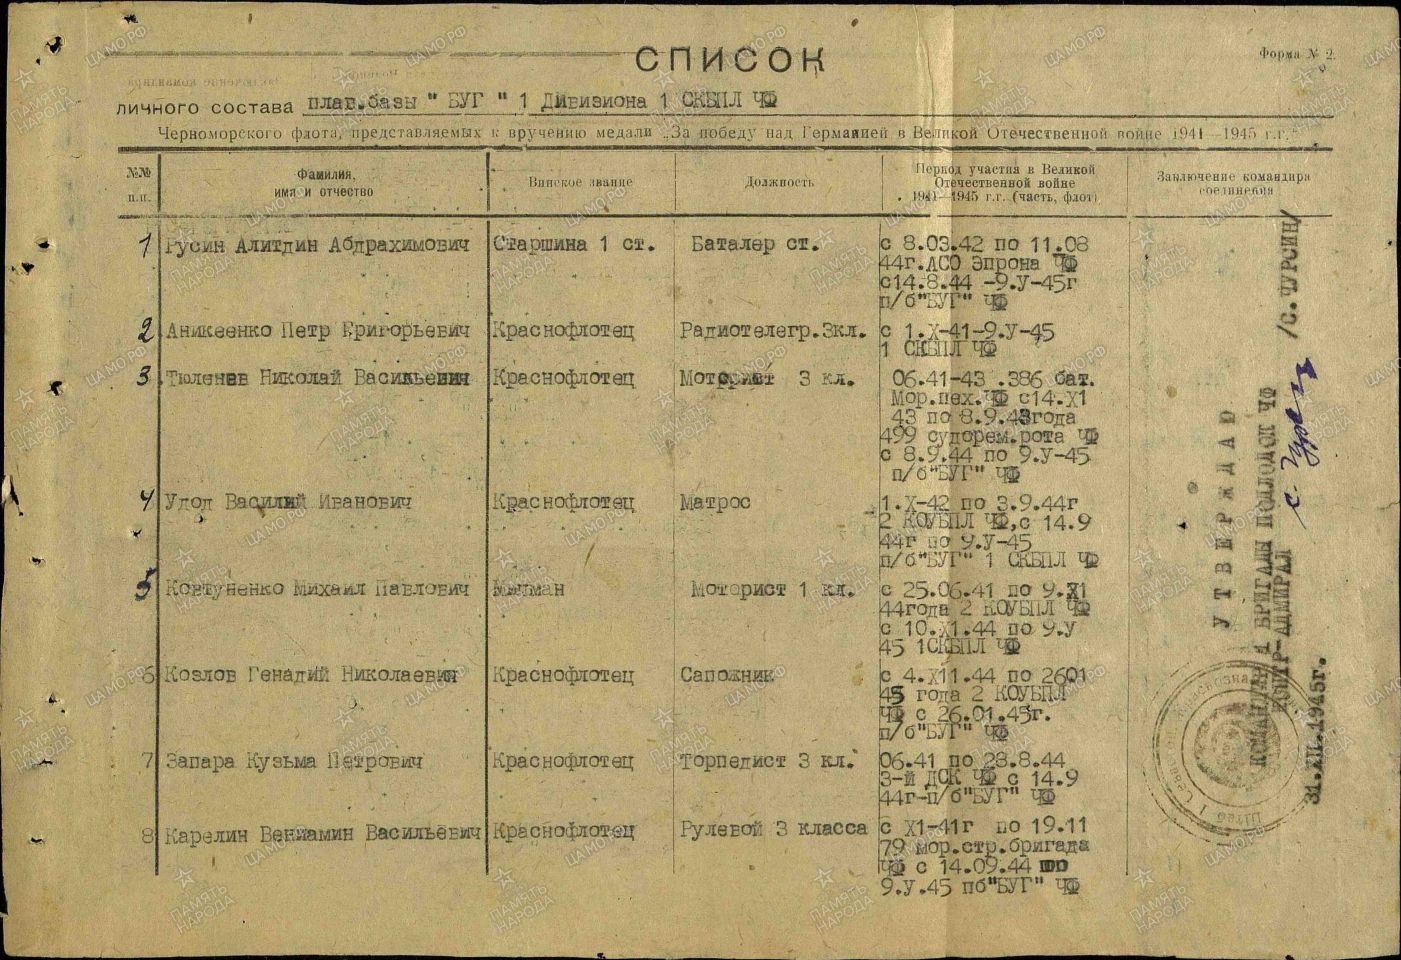 Форма № 2.
СПИСОК
личного состава плав.базы "БУГ" 1 Дивизиона 1 СКБПЛ ЧФ
Черноморского флота, представляемых к вручению медали „За победу над Германией в Великой Отечественной войне 1941—1945 г.г."
№№ п.п.
Фамилия, имя и отчество
Воинское звание
Должность
Период участия в Великой Отечественной войне 1941—1945 г.г. (часть, флот)
Заключение командира соединения
1 Русин Алитдин Абдрахимович Старшина 1 ст. Баталер ст. с 8.03.42 по 11.08
44г.АСО Эпрона ЧФ
с14.8.44 -9.У-45г
п/б"БУГ" ЧФ
2 Аникеенко Петр Григорьевич Краснофлотец Радиотелегр.3кл. с 1.Х-41-9.У-45
1 СКБПЛ ЧФ
3 Тюленев Николай Васильевич Краснофлотец Моторист 3 кл. 06.41-43 .386 бат.
Мор.пех.ЧФ с14.Х1
43 по 8.9.43года
499 судорем.рота ЧФ
с 8.9.44 по 9.У-45
п/б"БУГ" ЧФ
4 Удод Василий Иванович Краснофлотец Матрос 1.Х-42 по 3.9.44г
2 КОУБПЛ ЧФ,с 14.9
44г по 9.У-45
п/б"БУГ" 1 СКБПЛ ЧФ
5 Ковтуненко Михаил Павлович Мичман Моторист 1 кл. с 25.06.41 по 9.Х1
44года 2 КОУБПЛ ЧФ
с 10.Х1.44 по 9.У
45 1СКБПЛ ЧФ
6 Козлов Генадий Николаевич Краснофлотец Сапожник с 4.Х11.44 по 2601
45 года 2 КОУБПЛ
ЧФ с 26.01.45г.
п/б"БУГ" ЧФ
7 Запара Кузьма Петрович Краснофлотец Торпедист 3 кл. 06.41 по 28.8.44
3-й ДСК ЧФ с 14.9
44г-п/б"БУГ" ЧФ
8 Карелин Вениамин Васильевич Краснофлотец Рулевой 3 класса с Х1-41г по 19.11
79 мор.стр.бригада
ЧФ с 14.09.44 по
9.У.45 пб"БУГ" ЧФ
УТВЕРЖДАЮ
КОМАНДИР БРИГАДЫ ПОДЛОДОК ЧФ
КОНТР-АДМИРАЛ С. Чурсин /С.ЧУРСИН/
31.ХП.1945г.
ПАМЯТЬ НАРОДА
ЦАМО.РФ